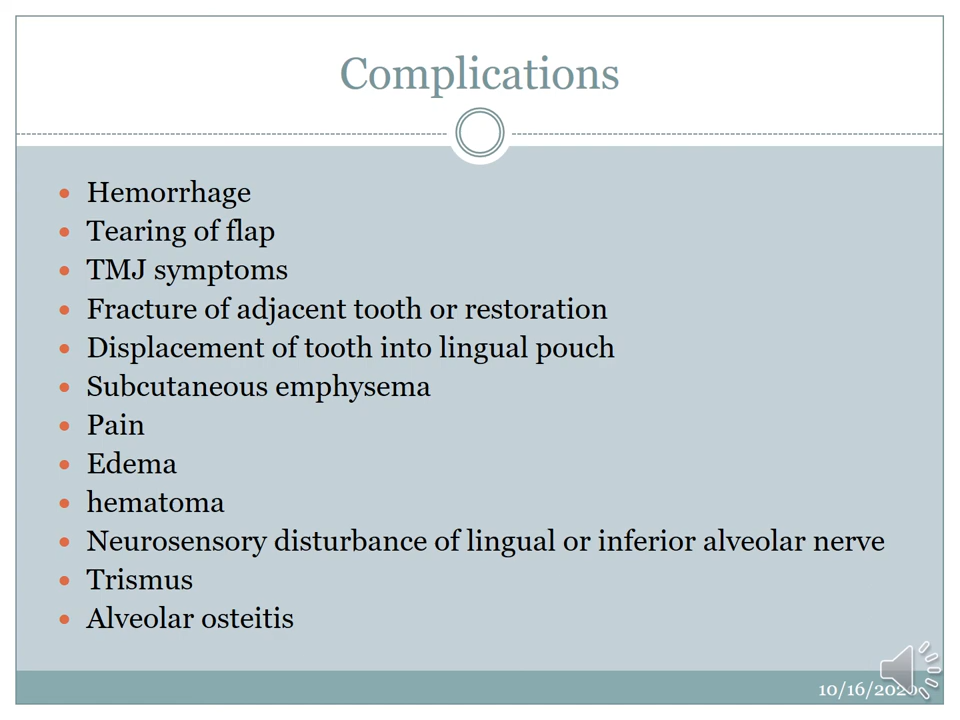 Complications
Hemorrhage
Tearing of flap
TMJ symptoms
Fracture of adjacent tooth or restoration
Displacement of tooth into lingual pouch
Subcutaneous emphysema
Pain
Edema
hematoma
Neurosensory disturbance of lingual or inferior alveolar nerve
Trismus
Alveolar osteitis
10/16/2020